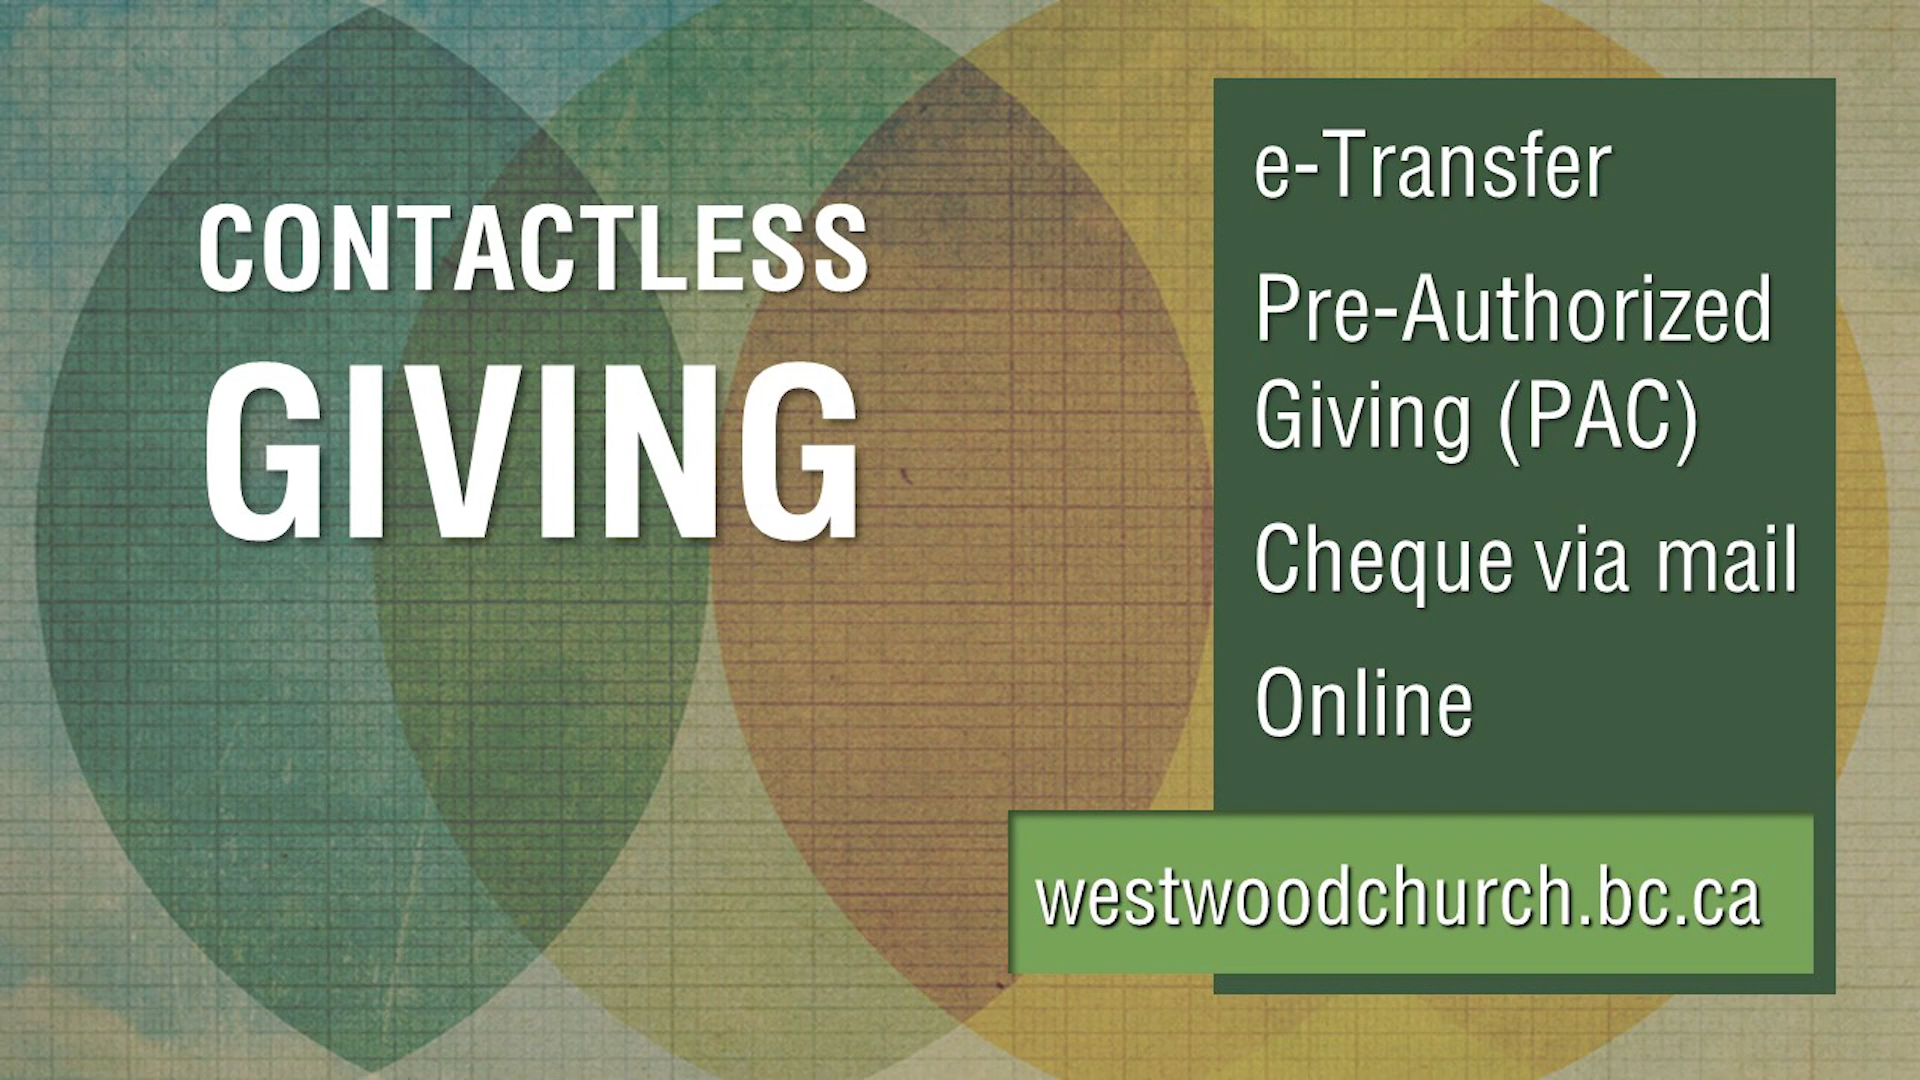 CONTACTLESS
GIVING
e-Transfer
Pre-Authorized
Giving (PAC)
Cheque via mail
Online
westwoodchurch.bc.ca